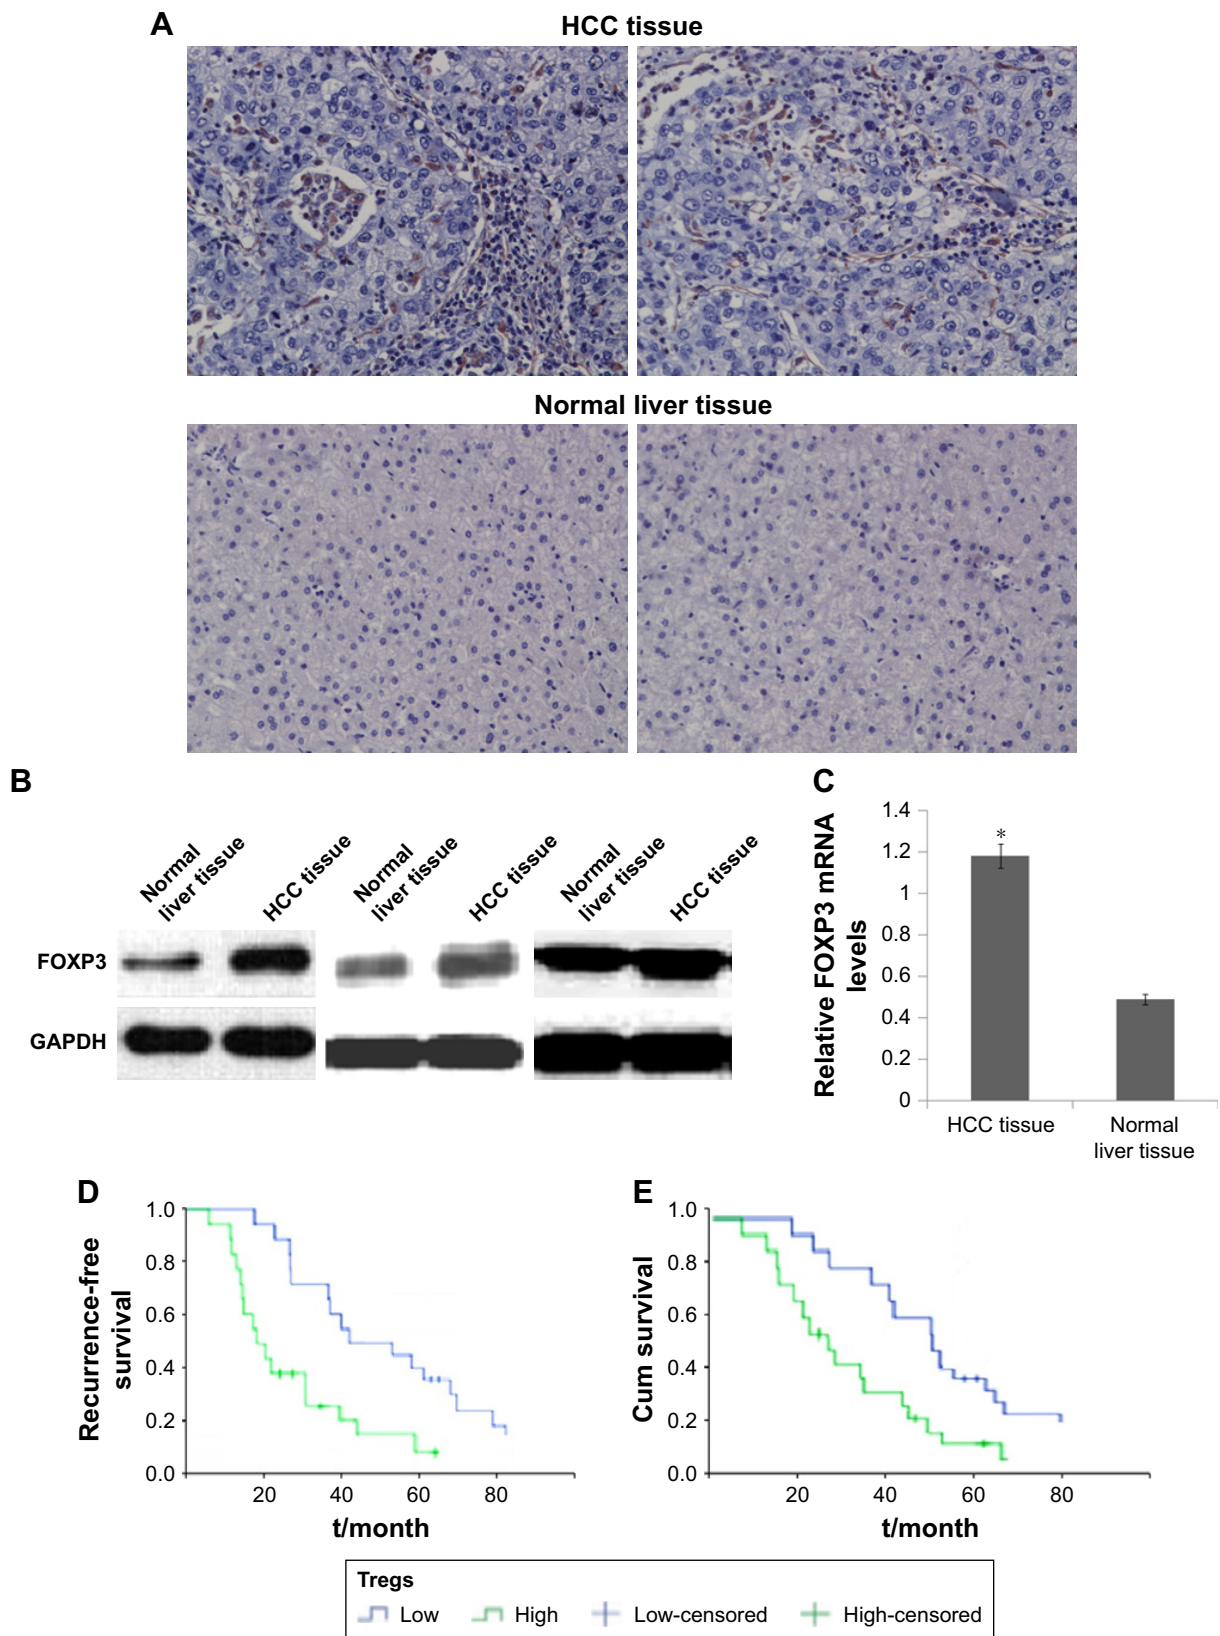 A
HCC tissue
Normal liver tissue
B
Normal
liver tissue
HCC tissue
Normal
liver tissue
HCC tissue
Normal
liver tissue
HCC tissue
FOXP3
GAPDH
C
Relative FOXP3 mRNA
levels
1.4
1.2
1
0.8
0.6
0.4
0.2
0
*
HCC tissue
Normal
liver tissue
D
Recurrence-free
survival
1.0
0.8
0.6
0.4
0.2
0.0
20
40
60
80
t/month
E
Cum survival
1.0
0.8
0.6
0.4
0.2
0.0
20
40
60
80
t/month
Tregs
Low
High
Low-censored
High-censored